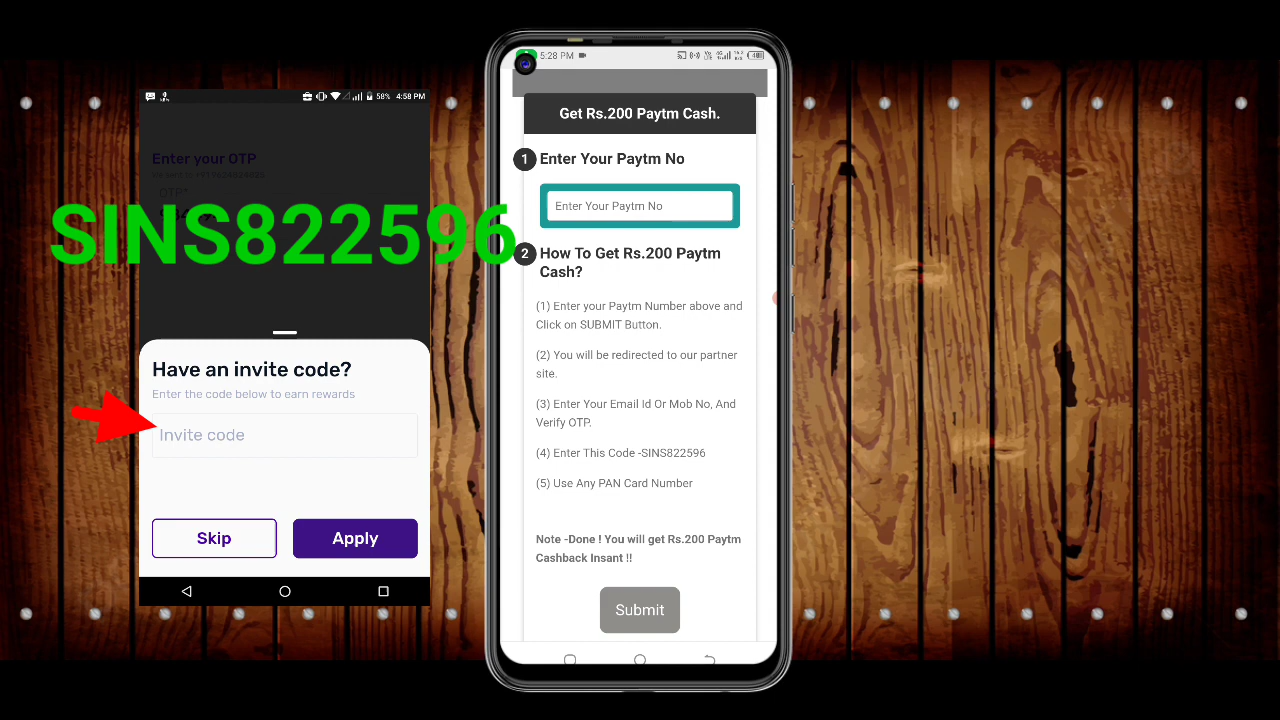 4:58 PM
58%
Enter your OTP
OTP*
SINS822596
Have an invite code?
Enter the code below to earn rewards
Invite code
Skip
Apply
5:28 PM
Get Rs.200 Paytm Cash.
1
Enter Your Paytm No
Enter Your Paytm No
2
How To Get Rs.200 Paytm
Cash?
(1) Enter your Paytm Number above and
Click on SUBMIT Button.
(2) You will be redirected to our partner
site.
(3) Enter Your Email Id Or Mob No, And
Verify OTP.
(4) Enter This Code -SINS822596
(5) Use Any PAN Card Number
Note -Done ! You will get Rs.200 Paytm
Cashback Insant !!
Submit